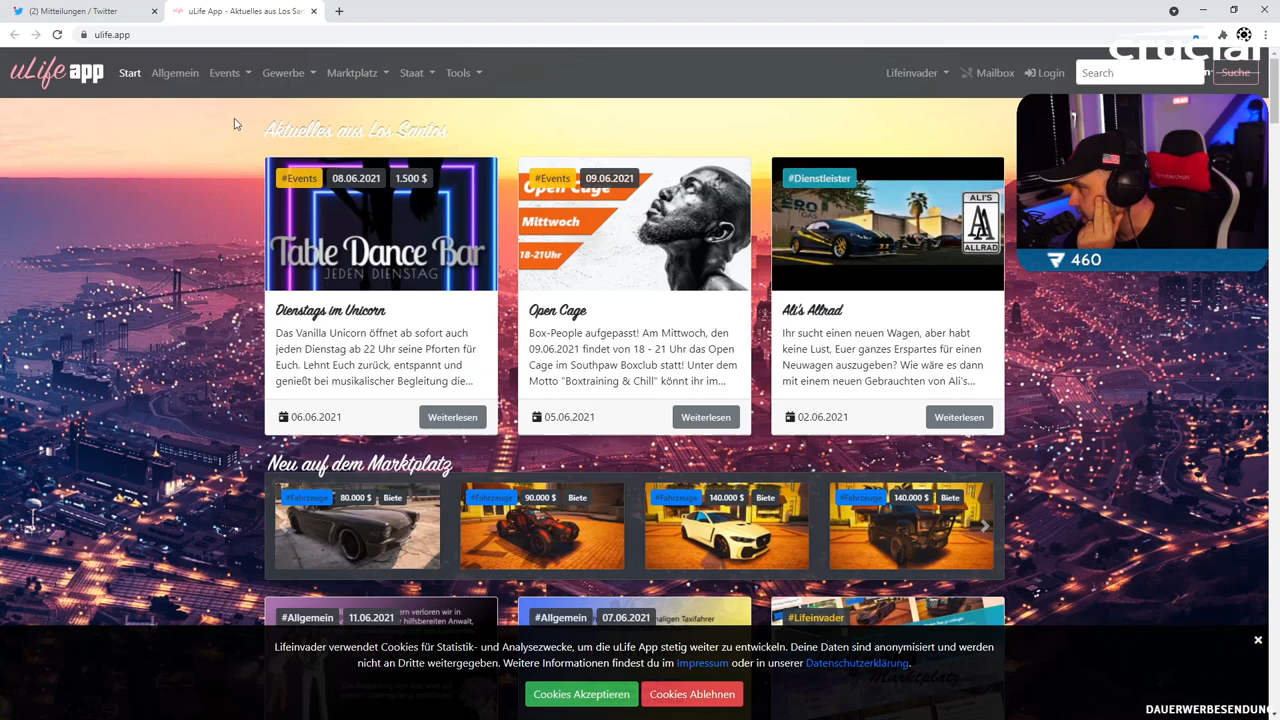 (2) Mitteilungen / Twitter
uLife App - Aktuelles aus Los San
ulife.app
crucial
uLife app
Start
Allgemein
Events
Gewerbe
Marktplatz
Staat
Tools
Lifeinvader
Mailbox
Login
Search
Suche
Aktuelles aus Los Santos
#Events 08.06.2021 1.500 $
Table Dance Bar
JEDEN DIENSTAG
Dienstags im Unicorn
Das Vanilla Unicorn öffnet ab sofort auch
jeden Dienstag ab 22 Uhr seine Pforten für
Euch. Lehnt Euch zurück, entspannt und
genießt bei musikalischer Begleitung die...
06.06.2021
Weiterlesen
#Events 09.06.2021
Open Cage
Mittwoch
18-21Uhr
Open Cage
Box-People aufgepasst! Am Mittwoch, den
09.06.2021 findet von 18 - 21 Uhr das Open
Cage im Southpaw Boxclub statt! Unter dem
Motto "Boxtraining & Chill" könnt ihr im...
05.06.2021
Weiterlesen
#Dienstleister
ALI'S
ALLRAD
Ali's Allrad
Ihr sucht einen neuen Wagen, aber habt
keine Lust, Euer ganzes Erspartes für einen
Neuwagen auszugeben? Wie wäre es dann
mit einem neuen Gebrauchten von Ali's...
02.06.2021
Weiterlesen
460
Neu auf dem Marktplatz
#Fahrzeuge 80.000 $ Biete
#Fahrzeuge 90.000 $ Biete
#Fahrzeuge 140.000 $ Biete
#Fahrzeuge 140.000 $ Biete
#Allgemein 11.06.2021
#Allgemein 07.06.2021
#Lifeinvader
Lifeinvader verwendet Cookies für Statistik- und Analysezwecke, um die uLife App stetig weiter zu entwickeln. Deine Daten sind anonymisiert und werden
nicht an Dritte weitergegeben. Weitere Informationen findest du im Impressum oder in unserer Datenschutzerklärung.
Marktplatz
Cookies Akzeptieren
Cookies Ablehnen
DAUERWERBESENDUNG